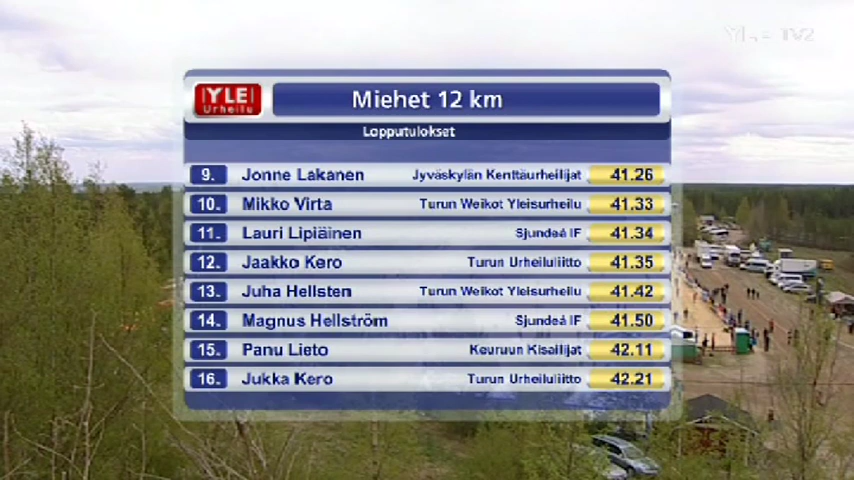 YLE TV2
YLE
Urheilu
Miehet 12 km
Lopputulokset
9. Jonne Lakanen Jyväskylän Kenttäurheilijat 41.26
10. Mikko Virta Turun Weikot Yleisurheilu 41.33
11. Lauri Lipiäinen Sjundeå IF 41.34
12. Jaakko Kero Turun Urheiluliitto 41.35
13. Juha Hellsten Turun Weikot Yleisurheilu 41.42
14. Magnus Hellström Sjundeå IF 41.50
15. Panu Lieto Keuruun Kisailijat 42.11
16. Jukka Kero Turun Urheiluliitto 42.21